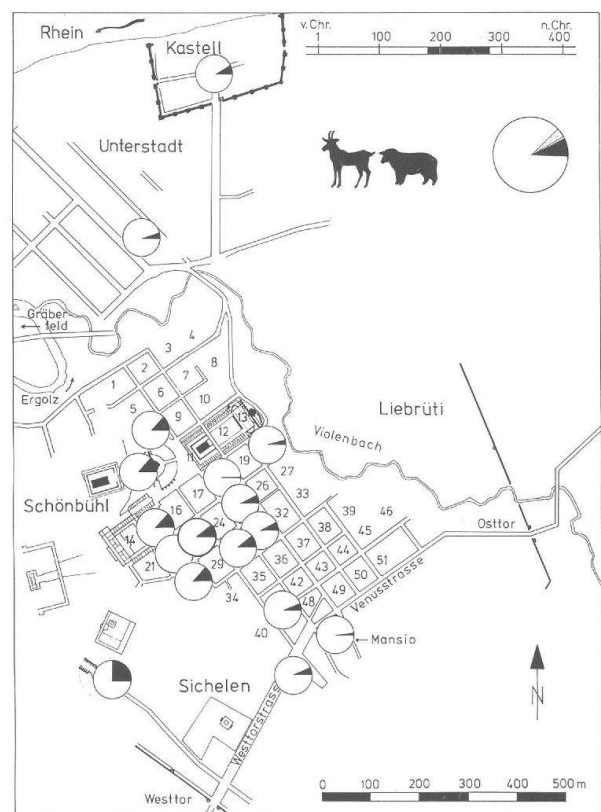 Rhein
Kastell
v. Chr.
n. Chr.
1 100 200 300 400
Unterstadt
Gräber-
feld
Ergolz
1
2
3
4
5
6
7
8
9
10
11
12
13
Liebrüti
Violenbach
Schönbühl
14
16
17
19
21
24
26
27
29
32
33
34
35
36
37
38
39
40
42
43
44
45
46
48
49
50
51
Osttor
Venusstrasse
Mansio
Sichelen
Westtorstrass
Westtor
N
0 100 200 300 400 500 m